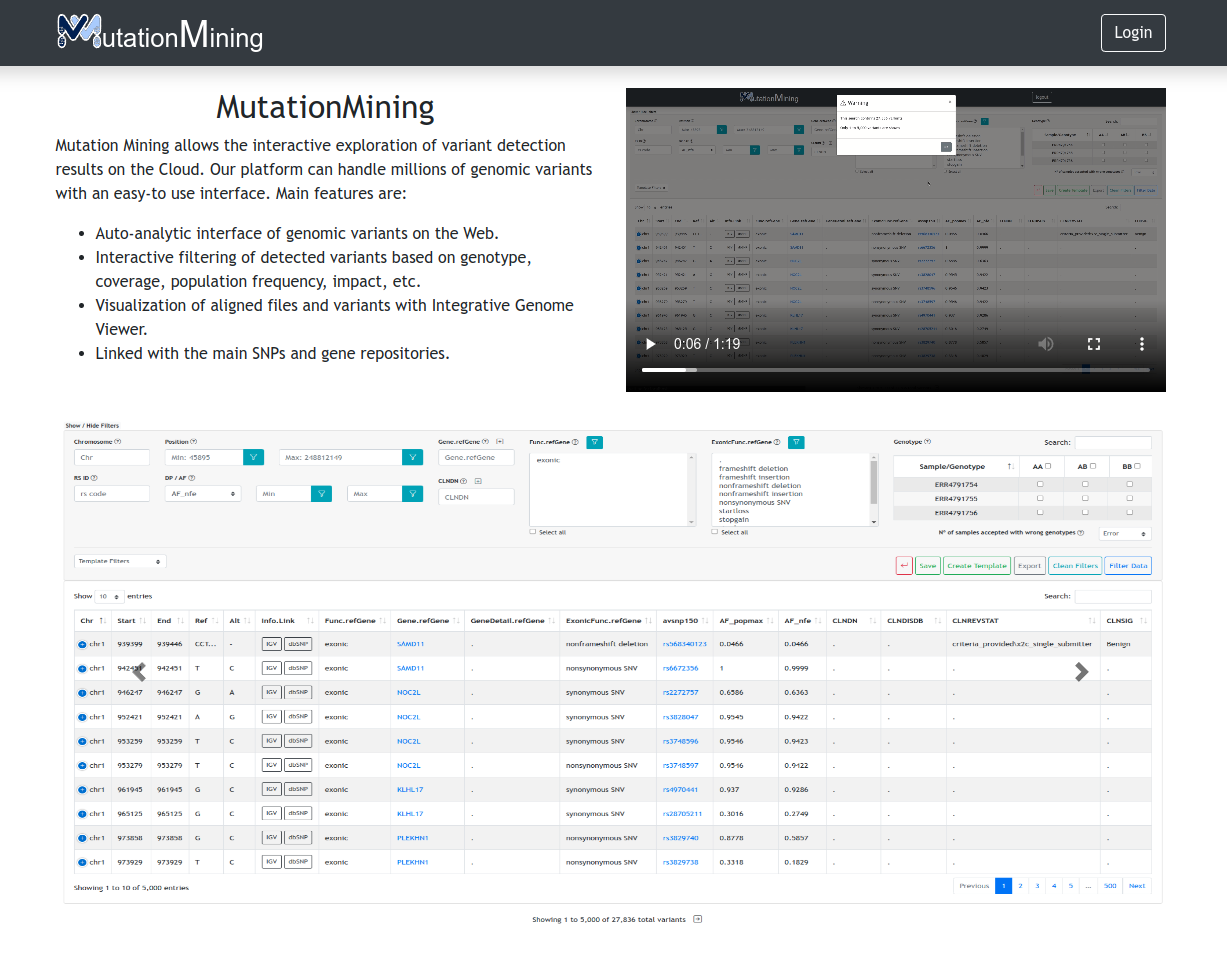 MutationMining
Login
MutationMining
Mutation Mining allows the interactive exploration of variant detection
results on the Cloud. Our platform can handle millions of genomic variants
with an easy-to use interface. Main features are:
• Auto-analytic interface of genomic variants on the Web.
• Interactive filtering of detected variants based on genotype,
coverage, population frequency, impact, etc.
• Visualization of aligned files and variants with Integrative Genome
Viewer.
• Linked with the main SNPs and gene repositories.
MutationMining
logout
Warning
0:06 / 1:19
Show / Hide Filters
Chromosome Position Gene.refGene Func.refGene ExonicFunc.refGene Genotype Search:
Chr Min: 45895 Max: 248812149 Gene.refGene
RS ID DP / AF CLNDN
rs code AF_nfe Min Max CLNDN
exonic
Select all
.
frameshift deletion
frameshift insertion
nonframeshift deletion
nonframeshift insertion
nonsynonymous SNV
startloss
stopgain
Select all
Sample/Genotype AA AB BB
ERR4791754
ERR4791755
ERR4791756
N° of samples accepted with wrong genotypes Error
Template Filters Save Create Template Export Clean Filters Filter Data
Show 10 entries Search:
Chr Start End Ref Alt Info.Link Func.refGene Gene.refGene GeneDetail.refGene ExonicFunc.refGene avsnp150 AF_popmax AF_nfe CLNDN CLNDISDB CLNREVSTAT CLNSIG
chr1 939399 939446 CCT... - IGV dbSNP exonic SAMD11 . nonframeshift deletion rs568340123 0.0466 0.0466 . . criteria_provided\x2c_single_submitter Benign
chr1 942451 942451 T C IGV dbSNP exonic SAMD11 . nonsynonymous SNV rs6672356 1 0.9999 . . . .
chr1 946247 946247 G A IGV dbSNP exonic NOC2L . synonymous SNV rs2272757 0.6586 0.6363 . . . .
chr1 952421 952421 A G IGV dbSNP exonic NOC2L . synonymous SNV rs3828047 0.9545 0.9422 . . . .
chr1 953259 953259 T C IGV dbSNP exonic NOC2L . synonymous SNV rs3748596 0.9546 0.9423 . . . .
chr1 953279 953279 T C IGV dbSNP exonic NOC2L . nonsynonymous SNV rs3748597 0.9546 0.9422 . . . .
chr1 961945 961945 G C IGV dbSNP exonic KLHL17 . synonymous SNV rs4970441 0.937 0.9286 . . . .
chr1 965125 965125 G C IGV dbSNP exonic KLHL17 . synonymous SNV rs28705211 0.3016 0.2749 . . . .
chr1 973858 973858 G C IGV dbSNP exonic PLEKHN1 . nonsynonymous SNV rs3829740 0.8778 0.5857 . . . .
chr1 973929 973929 T C IGV dbSNP exonic PLEKHN1 . nonsynonymous SNV rs3829738 0.3318 0.1829 . . . .
Showing 1 to 10 of 5,000 entries Previous 1 2 3 4 5 ... 500 Next
Showing 1 to 5,000 of 27,836 total variants